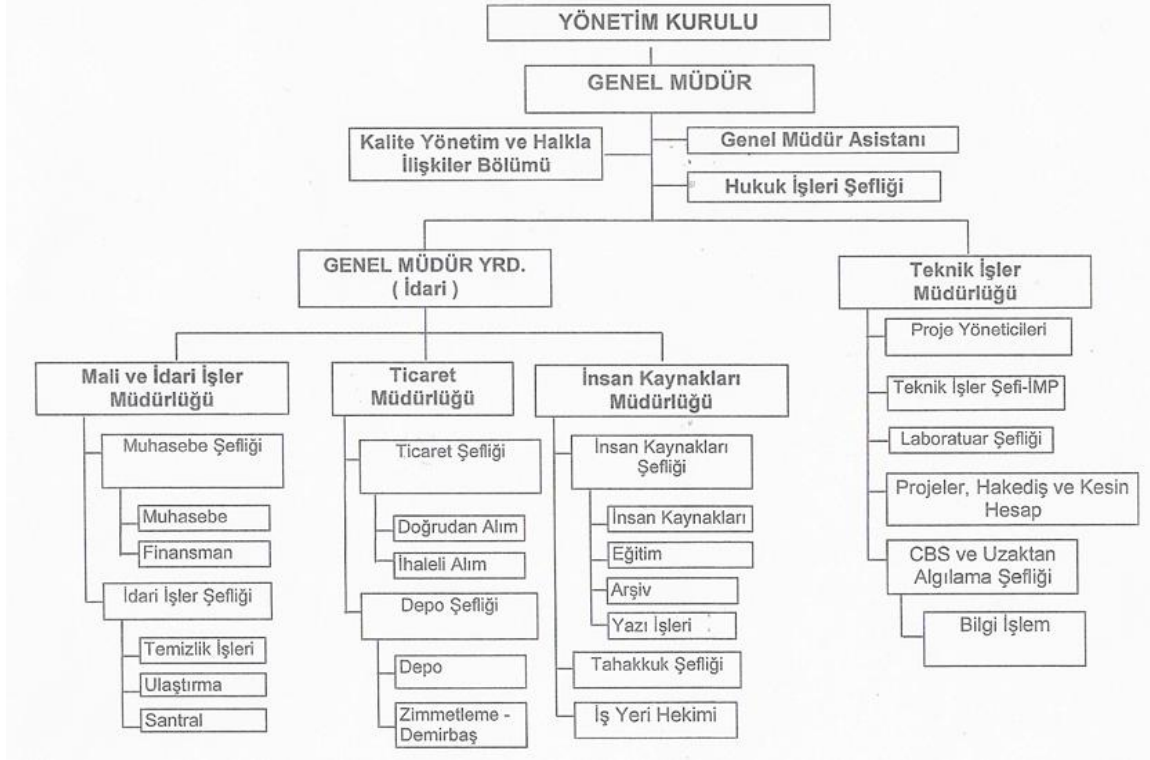 YÖNETİM KURULU
GENEL MÜDÜR
Kalite Yönetim ve Halkla
İlişkiler Bölümü
Genel Müdür Asistanı
Hukuk İşleri Şefliği
GENEL MÜDÜR YRD.
( İdari )
Teknik İşler
Müdürlüğü
Mali ve İdari İşler
Müdürlüğü
Muhasebe Şefliği
Muhasebe
Finansman
İdari İşler Şefliği
Temizlik İşleri
Ulaştırma
Santral
Ticaret
Müdürlüğü
Ticaret Şefliği
Doğrudan Alım
İhaleli Alım
Depo Şefliği
Depo
Zimmetleme -
Demirbaş
İnsan Kaynakları
Müdürlüğü
İnsan Kaynakları
Şefliği
İnsan Kaynakları
Eğitim
Arşiv
Yazı İşleri
Tahakkuk Şefliği
İş Yeri Hekimi
Proje Yöneticileri
Teknik İşler Şefi-İMP
Laboratuar Şefliği
Projeler, Hakediş ve Kesin
Hesap
CBS ve Uzaktan
Algılama Şefliği
Bilgi İşlem